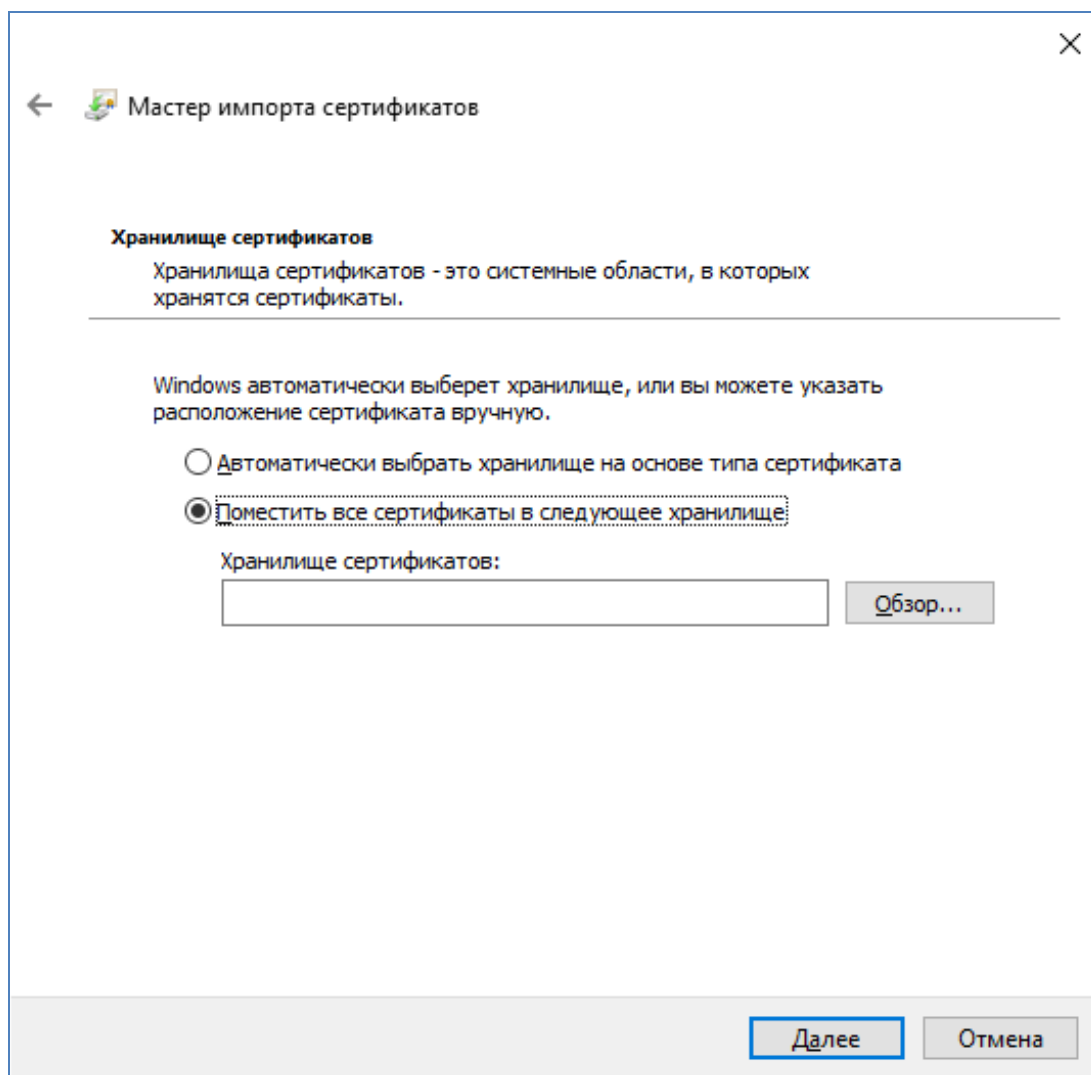 Мастер импорта сертификатов
Хранилище сертификатов
Хранилища сертификатов - это системные области, в которых
хранятся сертификаты.
Windows автоматически выберет хранилище, или вы можете указать
расположение сертификата вручную.
Автоматически выбрать хранилище на основе типа сертификата
Поместить все сертификаты в следующее хранилище
Хранилище сертификатов:
Обзор...
Далее
Отмена